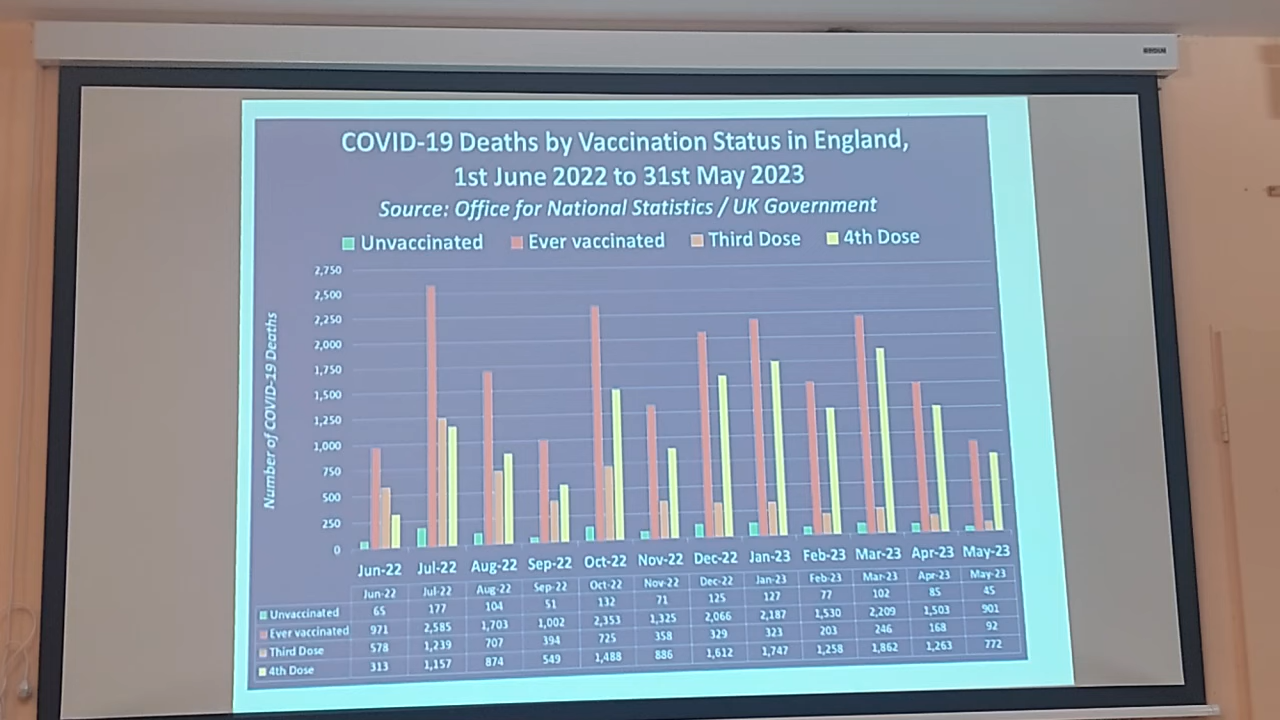 COVID-19 Deaths by Vaccination Status in England,
1st June 2022 to 31st May 2023
Source: Office for National Statistics / UK Government
Unvaccinated Ever vaccinated Third Dose 4th Dose
Number of COVID-19 Deaths
2,750
2,500
2,250
2,000
1,750
1,500
1,250
1,000
750
500
250
0
Jun-22 Jul-22 Aug-22 Sep-22 Oct-22 Nov-22 Dec-22 Jan-23 Feb-23 Mar-23 Apr-23 May-23
Jun-22 Jul-22 Aug-22 Sep-22 Oct-22 Nov-22 Dec-22 Jan-23 Feb-23 Mar-23 Apr-23 May-23
Unvaccinated 65 177 104 51 132 71 125 127 77 102 85 45
Ever vaccinated 971 2,585 1,703 1,002 2,353 1,325 2,066 2,187 1,530 2,209 1,503 901
Third Dose 578 1,239 707 394 725 358 329 323 203 246 168 92
4th Dose 313 1,157 874 549 1,488 886 1,612 1,747 1,258 1,862 1,263 772